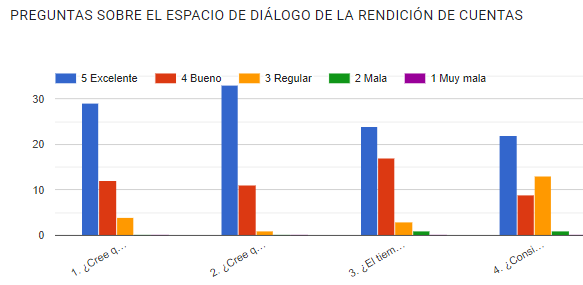 PREGUNTAS SOBRE EL ESPACIO DE DIÁLOGO DE LA RENDICIÓN DE CUENTAS
5 Excelente 4 Bueno 3 Regular 2 Mala 1 Muy mala
30
20
10
0
1. ¿Cree q… 2. ¿Cree q… 3. ¿El tiem… 4. ¿Consi…